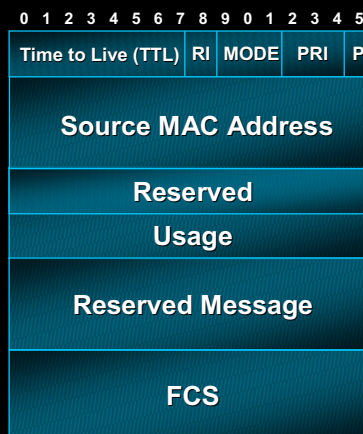 0 1 2 3 4 5 6 7 8 9 0 1 2 3 4 5
Time to Live (TTL) RI MODE PRI P
Source MAC Address
Reserved
Usage
Reserved Message
FCS